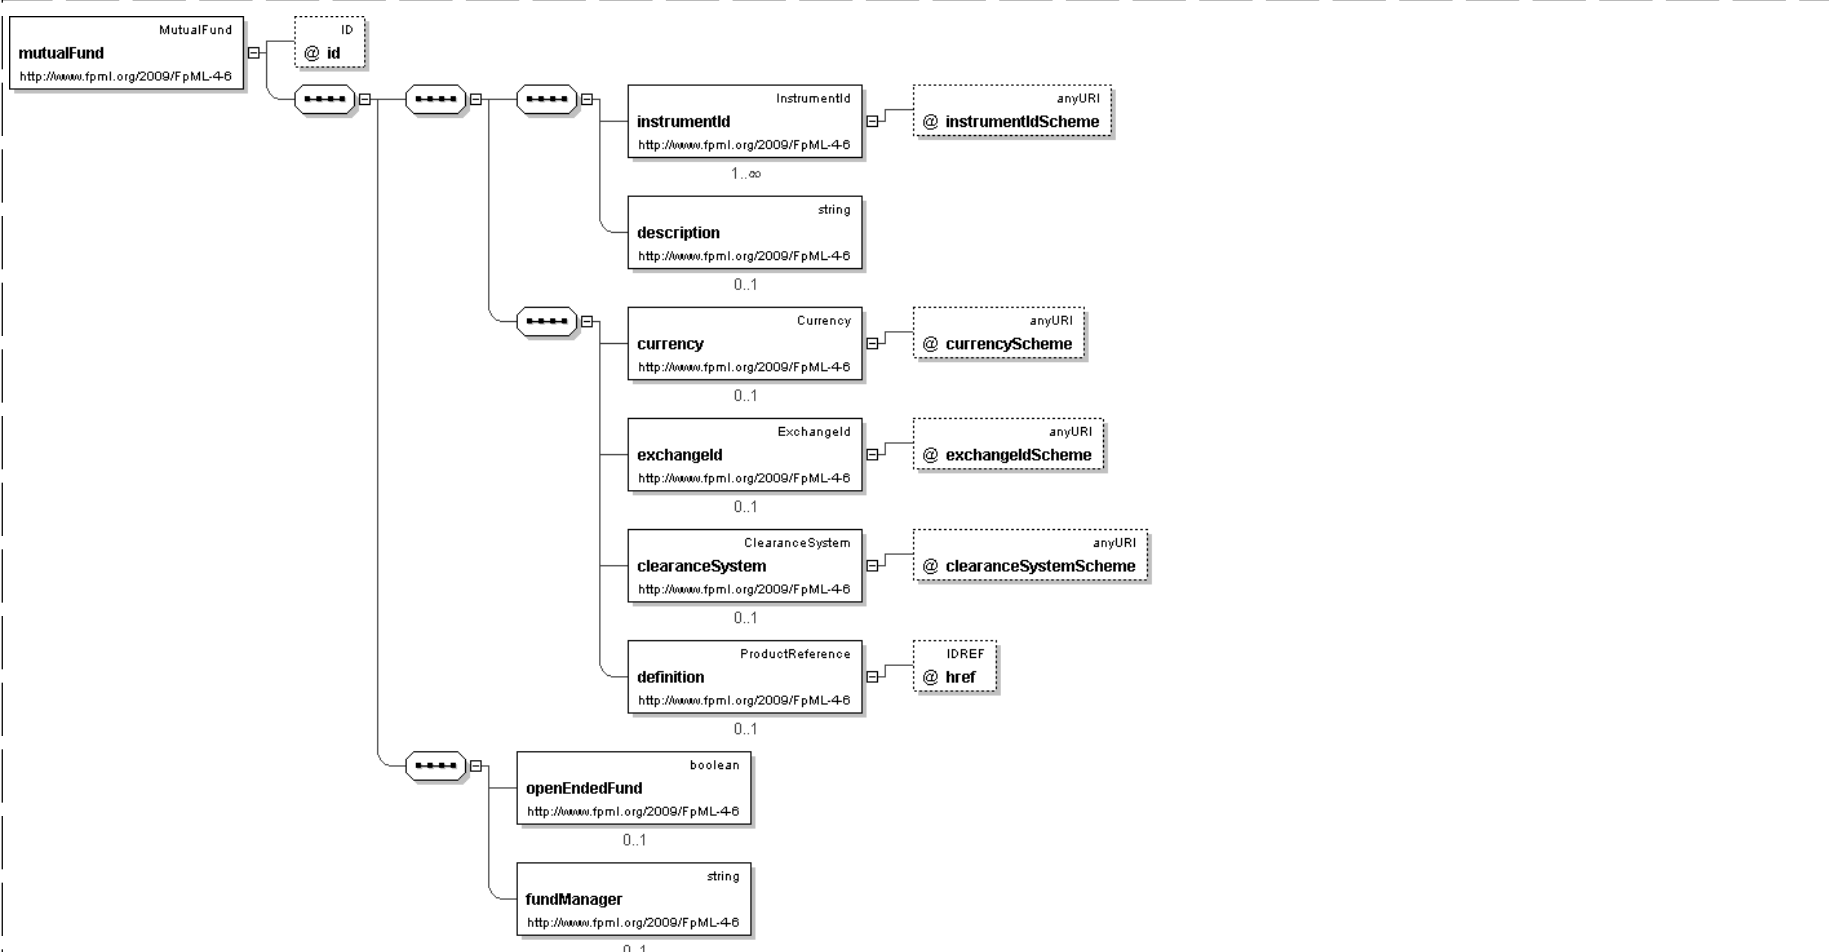 MutualFund
mutualFund
http://www.fpml.org/2009/FpML-4-6
ID
@ id
InstrumentId
instrumentId
http://www.fpml.org/2009/FpML-4-6
1..∞
anyURI
@ instrumentIdScheme
string
description
http://www.fpml.org/2009/FpML-4-6
0..1
Currency
currency
http://www.fpml.org/2009/FpML-4-6
0..1
anyURI
@ currencyScheme
ExchangeId
exchangeId
http://www.fpml.org/2009/FpML-4-6
0..1
anyURI
@ exchangeIdScheme
ClearanceSystem
clearanceSystem
http://www.fpml.org/2009/FpML-4-6
0..1
anyURI
@ clearanceSystemScheme
ProductReference
definition
http://www.fpml.org/2009/FpML-4-6
0..1
IDREF
@ href
boolean
openEndedFund
http://www.fpml.org/2009/FpML-4-6
0..1
string
fundManager
http://www.fpml.org/2009/FpML-4-6
0..1